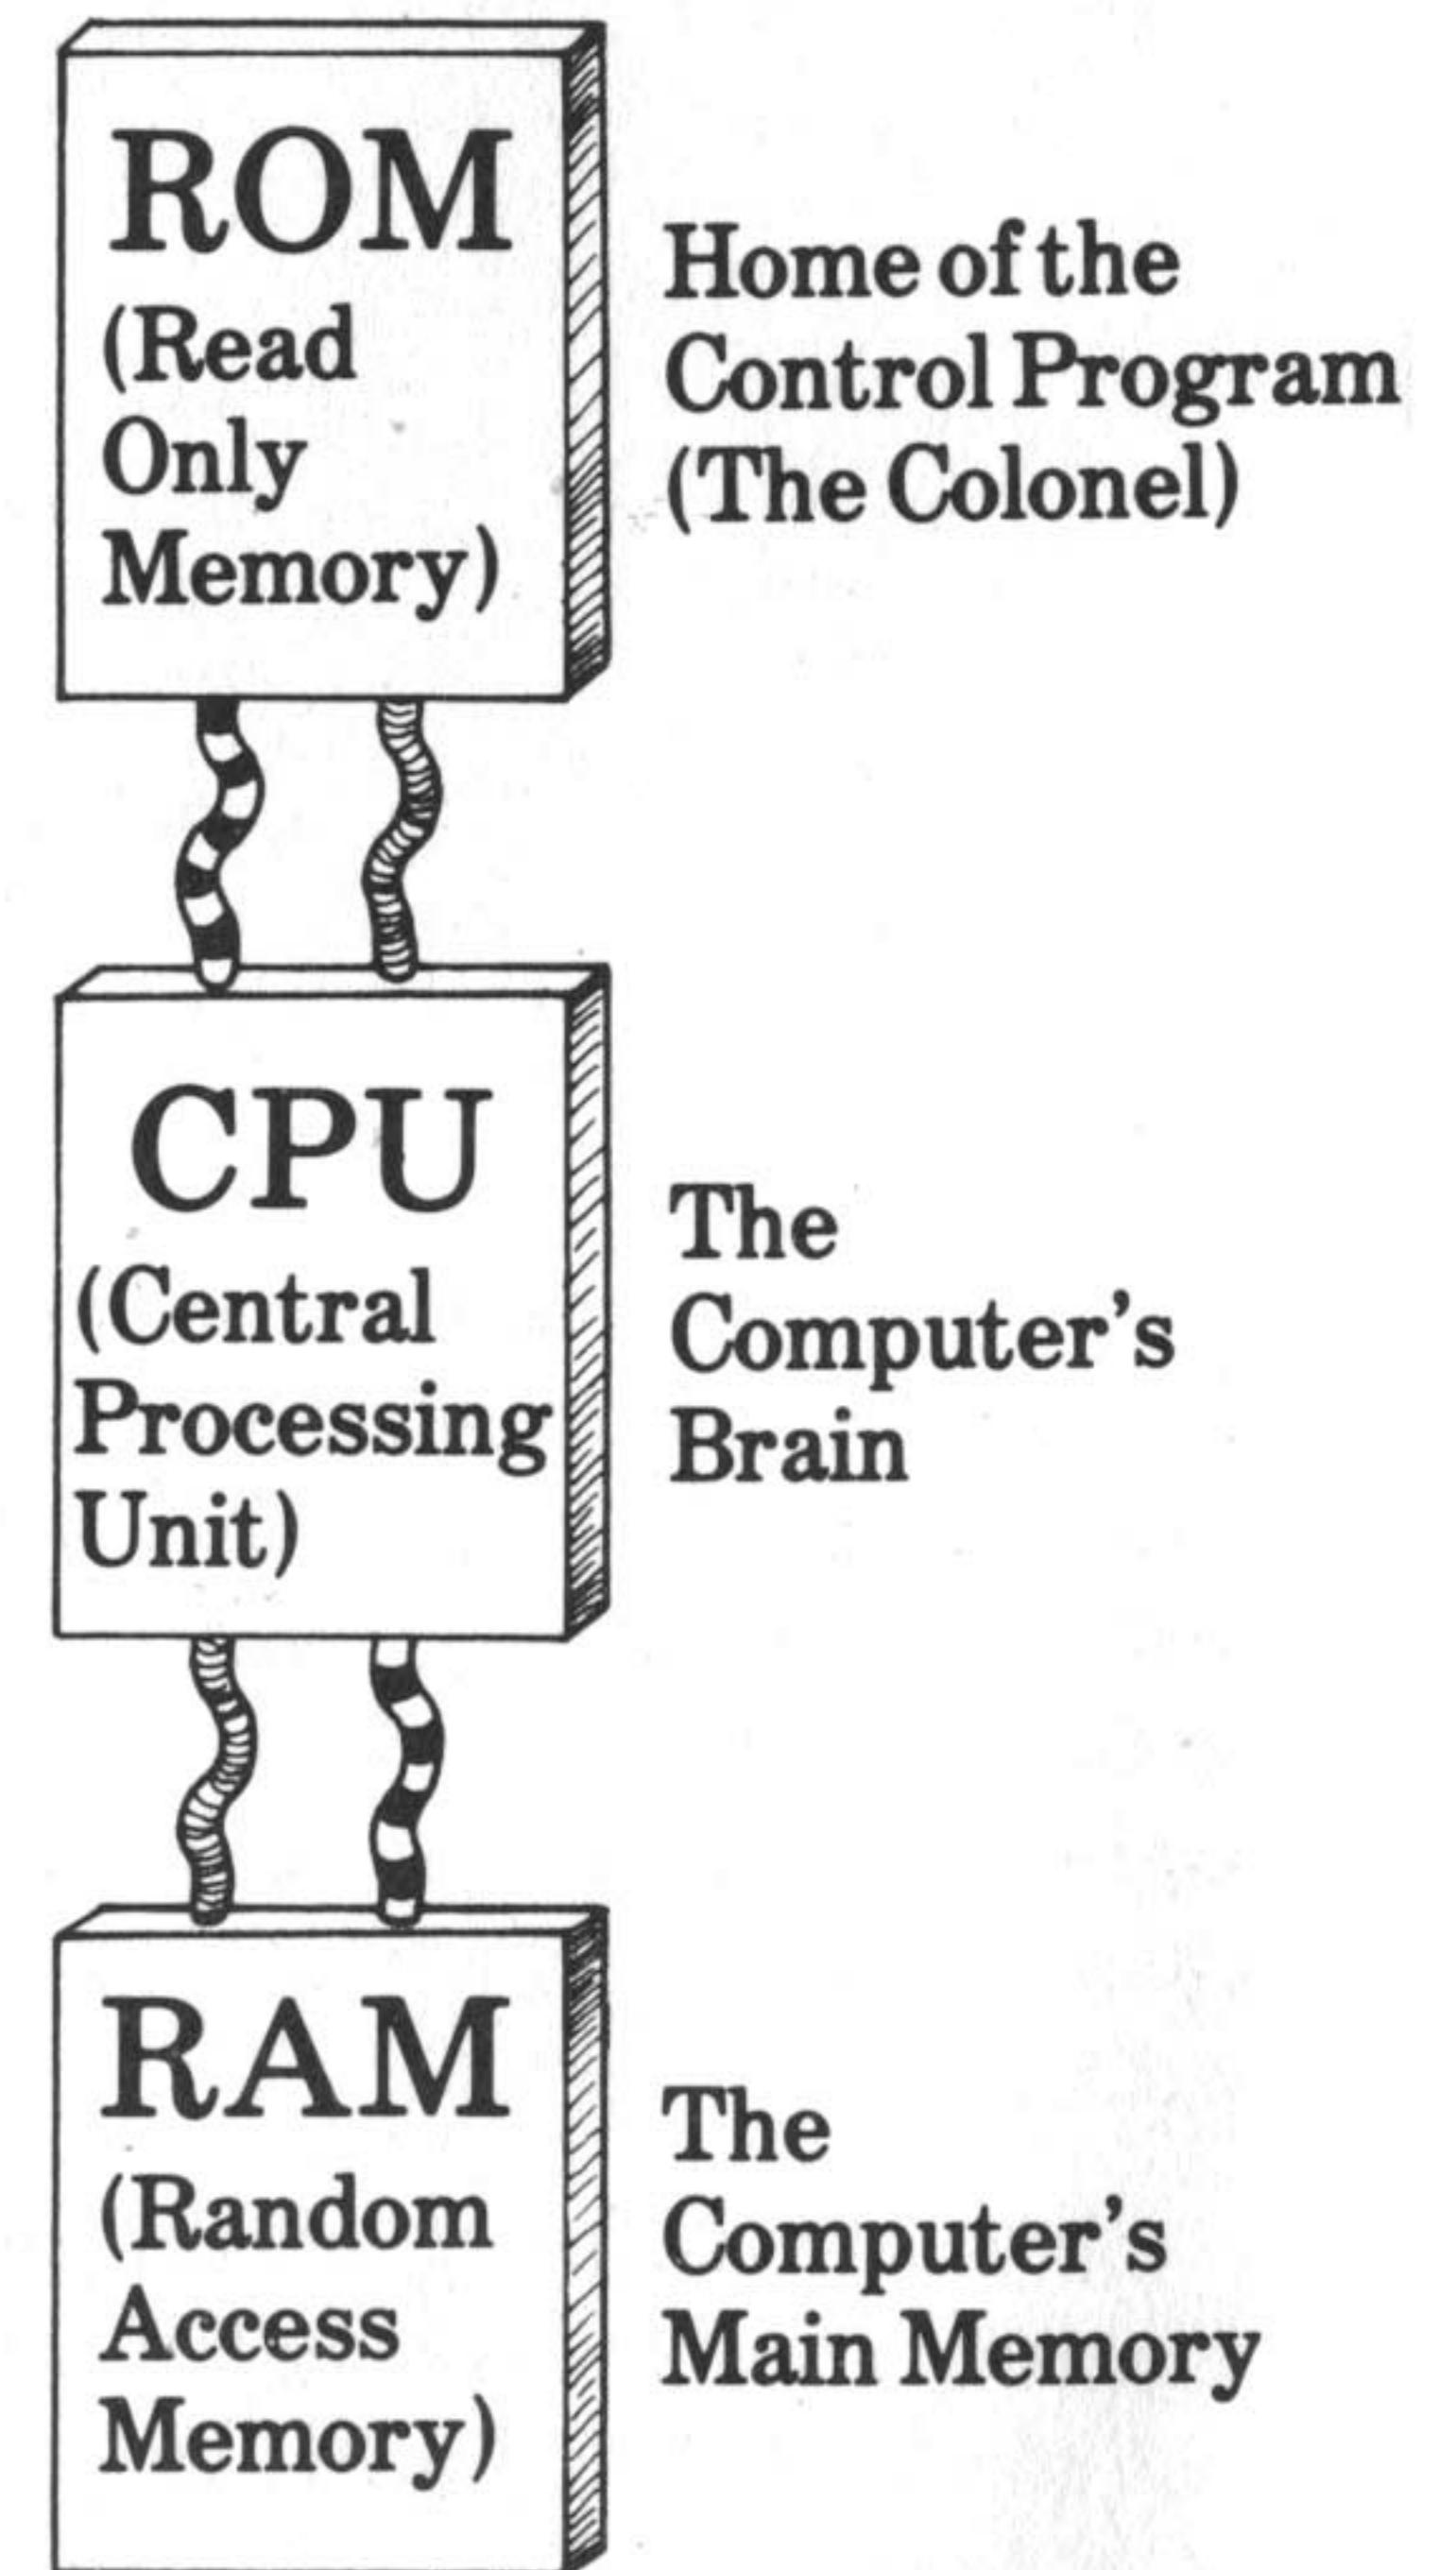 ROM
(Read
Only
Memory)
Home of the
Control Program
(The Colonel)
CPU
(Central
Processing
Unit)
The
Computer's
Brain
RAM
(Random
Access
Memory)
The
Computer's
Main Memory